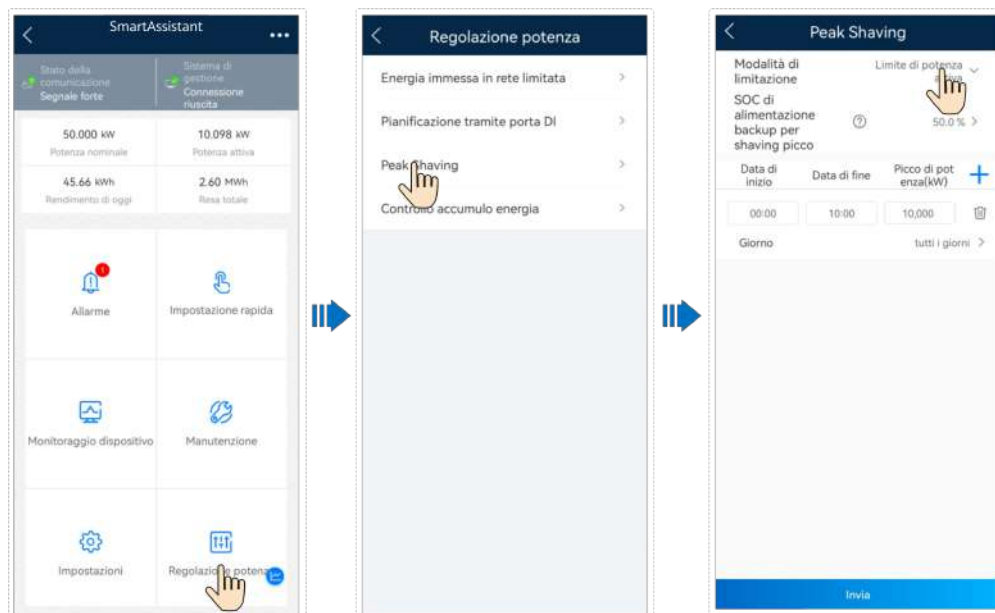 SmartAssistant
Stato della
comunicazione
Segnale forte
Sistema di
gestione
Connessione
riuscita
50.000 kW
Potenza nominale
10.098 kW
Potenza attiva
45.66 kWh
Rendimento di oggi
2.60 MWh
Resa totale
1
Allarme
Impostazione rapida
Monitoraggio dispositivo
Manutenzione
Impostazioni
Regolazione potenza
Regolazione potenza
Energia immessa in rete limitata
Pianificazione tramite porta DI
Peak Shaving
Controllo accumulo energia
Peak Shaving
Modalità di
limitazione
Limite di potenza
attiva
SOC di
alimentazione
backup per
shaving picco
50.0 %
Data di
inizio
Data di fine
Picco di pot
enza(kW)
00:00
10:00
10,000
Giorno
tutti i giorni
Invia